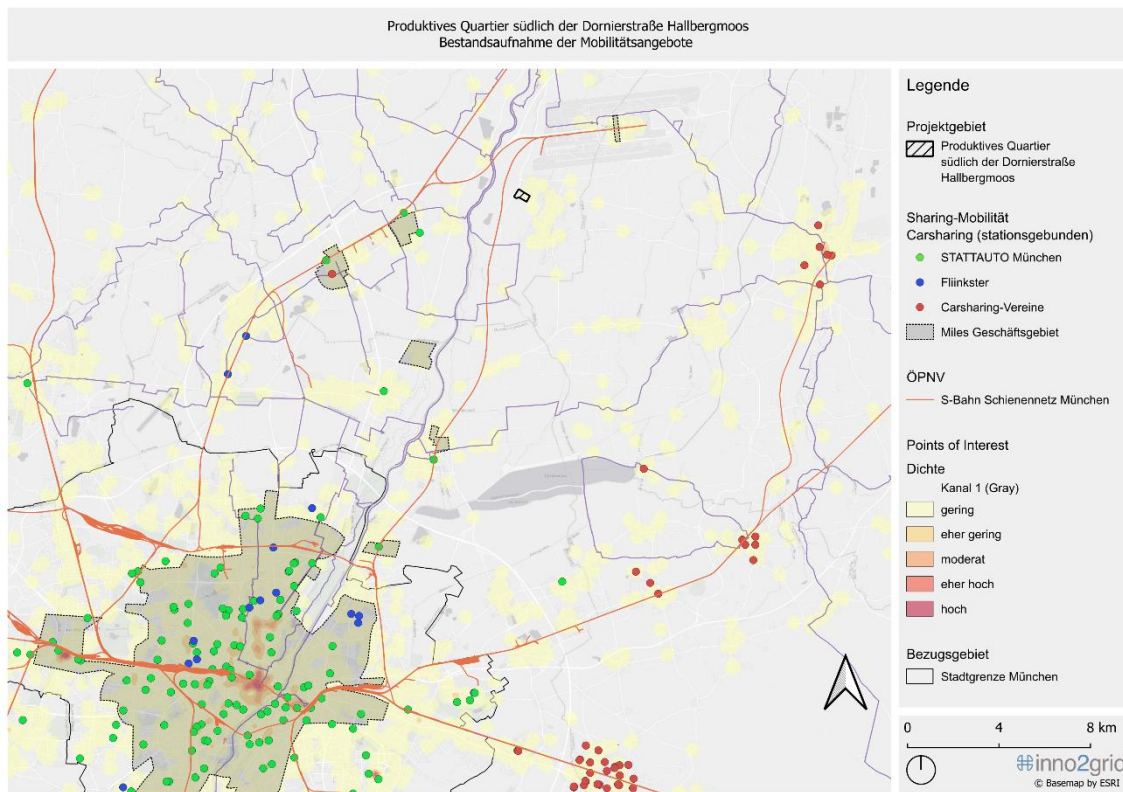 Produktives Quartier südlich der Dornierstraße Hallbergmoos
Bestandsaufnahme der Mobilitätsangebote
Legende
Projektgebiet
Produktives Quartier
südlich der Dornierstraße
Hallbergmoos
Sharing-Mobilität
Carsharing (stationsgebunden)
STATTAUTO München
Fliinkster
Carsharing-Vereine
Miles Geschäftsgebiet
ÖPNV
S-Bahn Schienennetz München
Points of Interest
Dichte
Kanal 1 (Gray)
gering
eher gering
moderat
eher hoch
hoch
Bezugsgebiet
Stadtgrenze München
0 4 8 km
inno2grid
© Basemap by ESRI